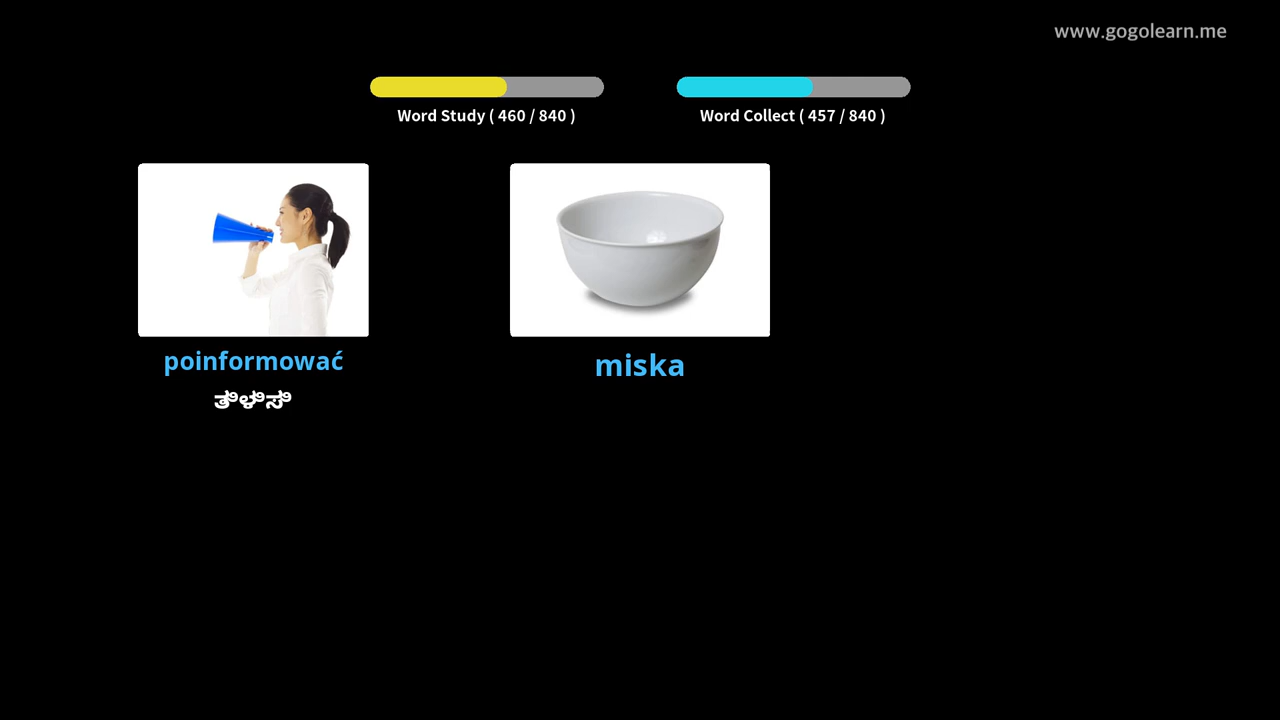 www.gogolearn.me
Word Study ( 460 / 840 )
Word Collect ( 457 / 840 )
poinformować
miska
ತಿಳಿಸಿ